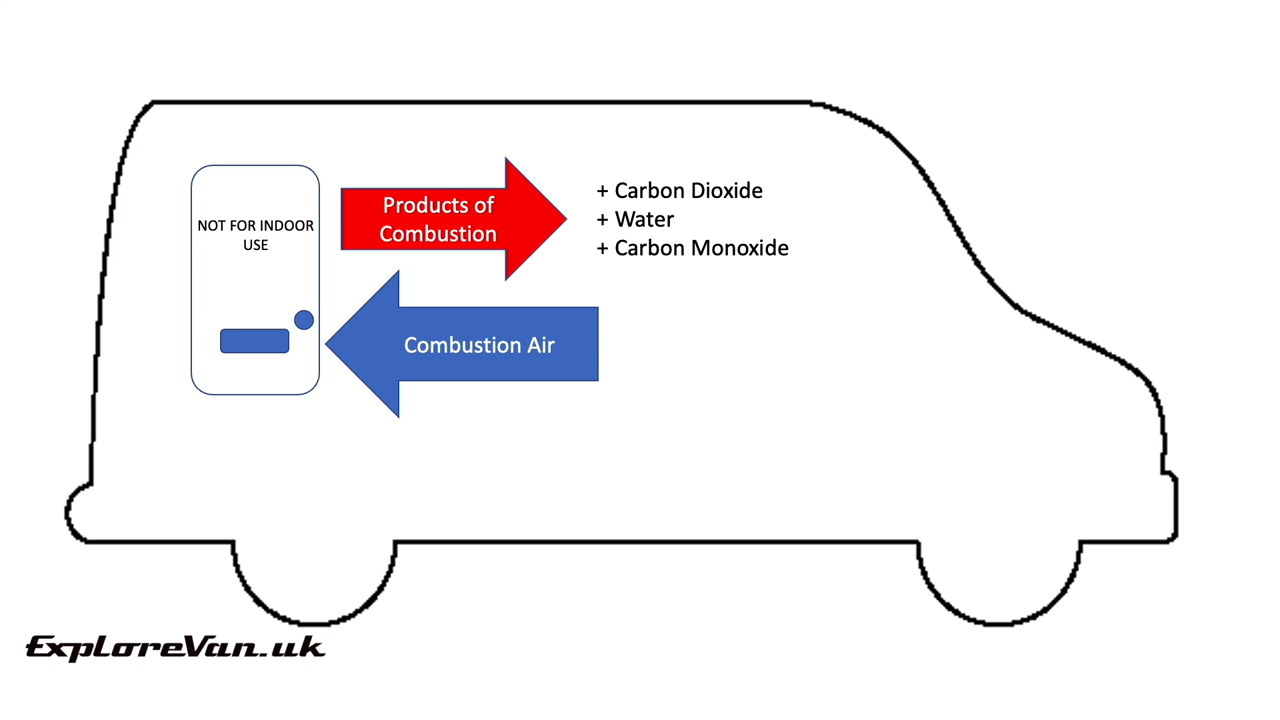 NOT FOR INDOOR
USE
Products of
Combustion
+ Carbon Dioxide
+ Water
+ Carbon Monoxide
Combustion Air
ExploreVan.uk